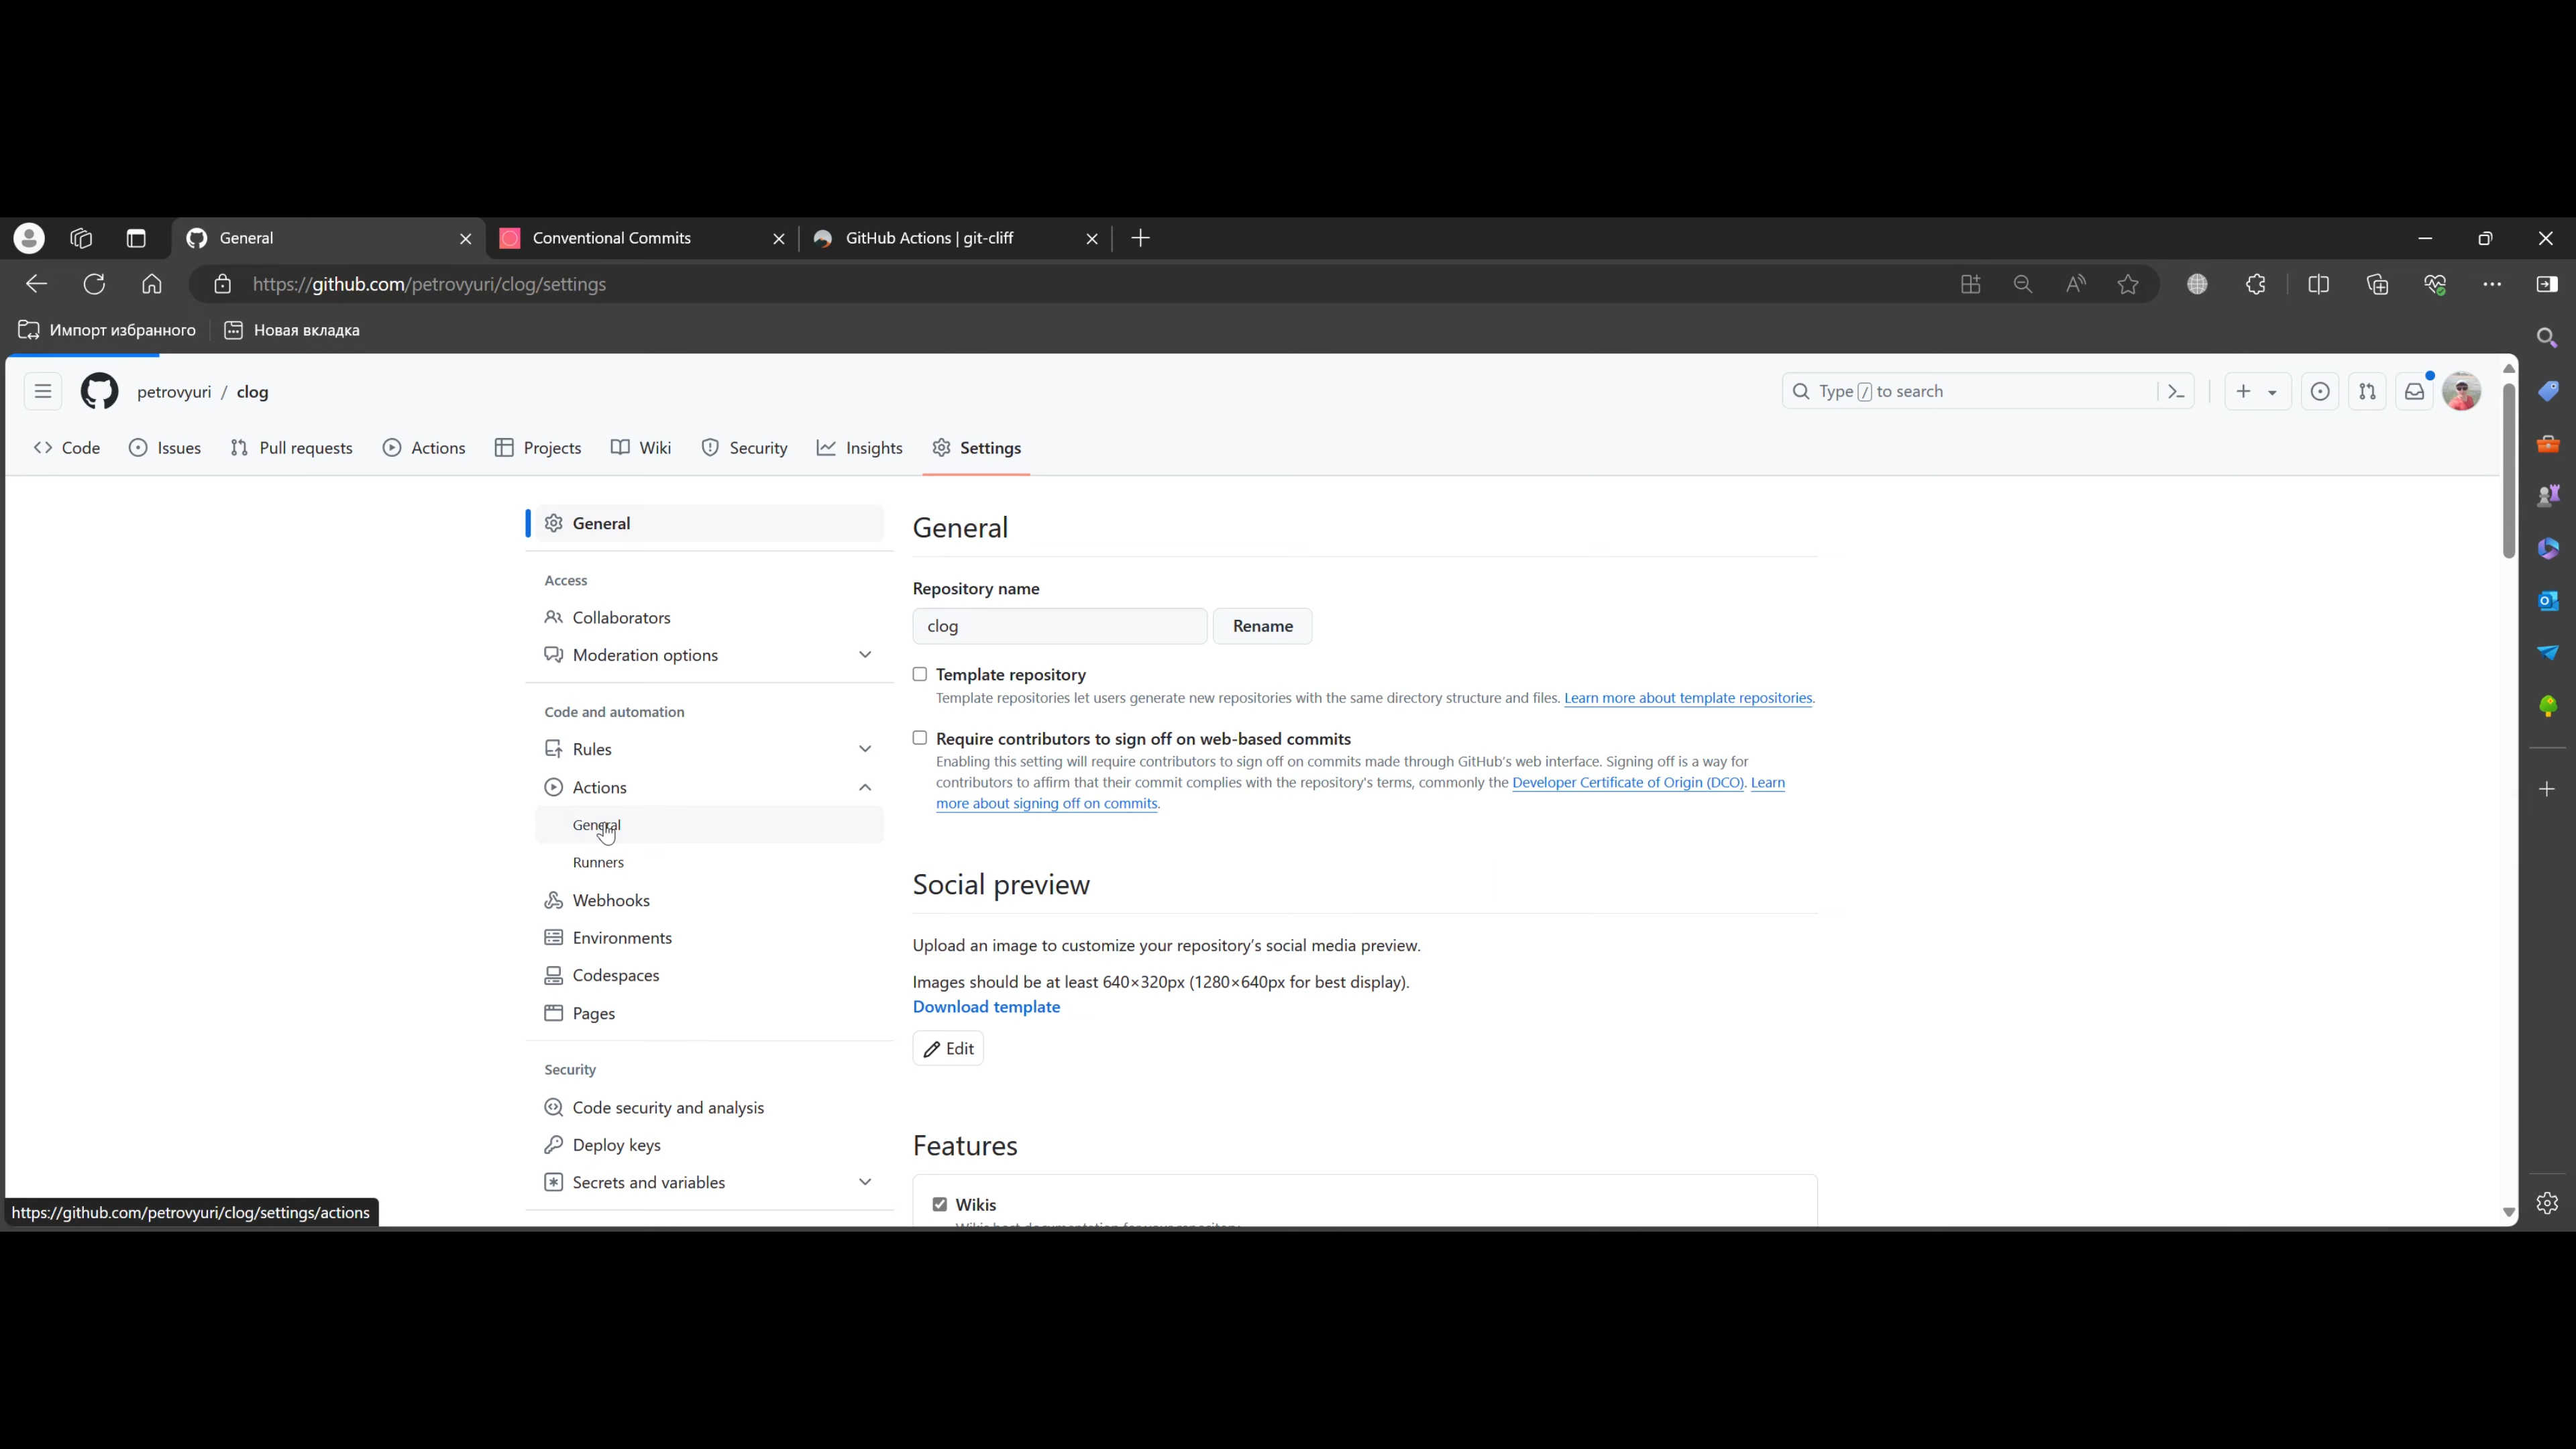 General
Conventional Commits
GitHub Actions | git-cliff
https://github.com/petrovyuri/clog/settings
Импорт избранного
Новая вкладка
petrovyuri / clog
Type / to search
Code
Issues
Pull requests
Actions
Projects
Wiki
Security
Insights
Settings
General
Access
Collaborators
Moderation options
Code and automation
Rules
Actions
General
Runners
Webhooks
Environments
Codespaces
Pages
Security
Code security and analysis
Deploy keys
Secrets and variables
General
Repository name
clog
Rename
Template repository
Template repositories let users generate new repositories with the same directory structure and files. Learn more about template repositories.
Require contributors to sign off on web-based commits
Enabling this setting will require contributors to sign off on commits made through GitHub's web interface. Signing off is a way for
contributors to affirm that their commit complies with the repository's terms, commonly the Developer Certificate of Origin (DCO). Learn
more about signing off on commits.
Social preview
Upload an image to customize your repository's social media preview.
Images should be at least 640×320px (1280×640px for best display).
Download template
Edit
Features
Wikis
https://github.com/petrovyuri/clog/settings/actions